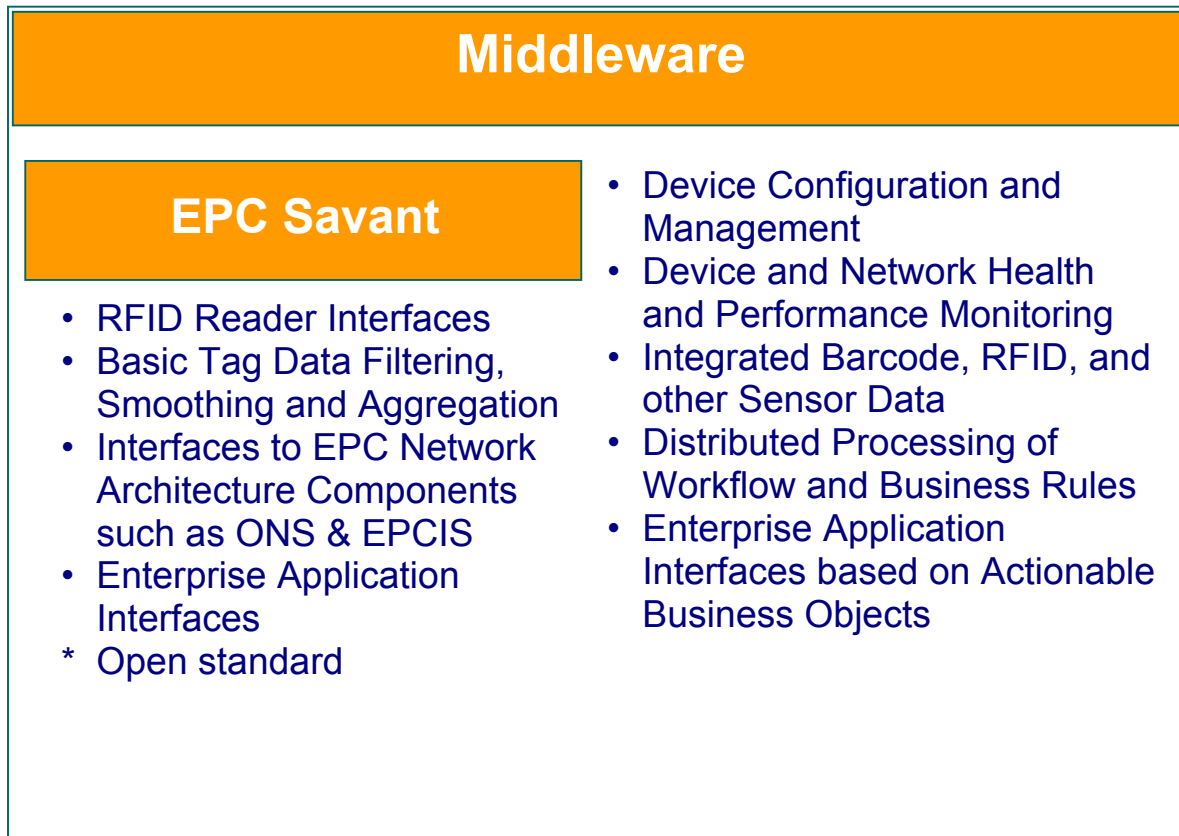 Middleware
EPC Savant
• RFID Reader Interfaces
• Basic Tag Data Filtering,
Smoothing and Aggregation
• Interfaces to EPC Network
Architecture Components
such as ONS & EPCIS
• Enterprise Application
Interfaces
* Open standard
• Device Configuration and
Management
• Device and Network Health
and Performance Monitoring
• Integrated Barcode, RFID, and
other Sensor Data
• Distributed Processing of
Workflow and Business Rules
• Enterprise Application
Interfaces based on Actionable
Business Objects